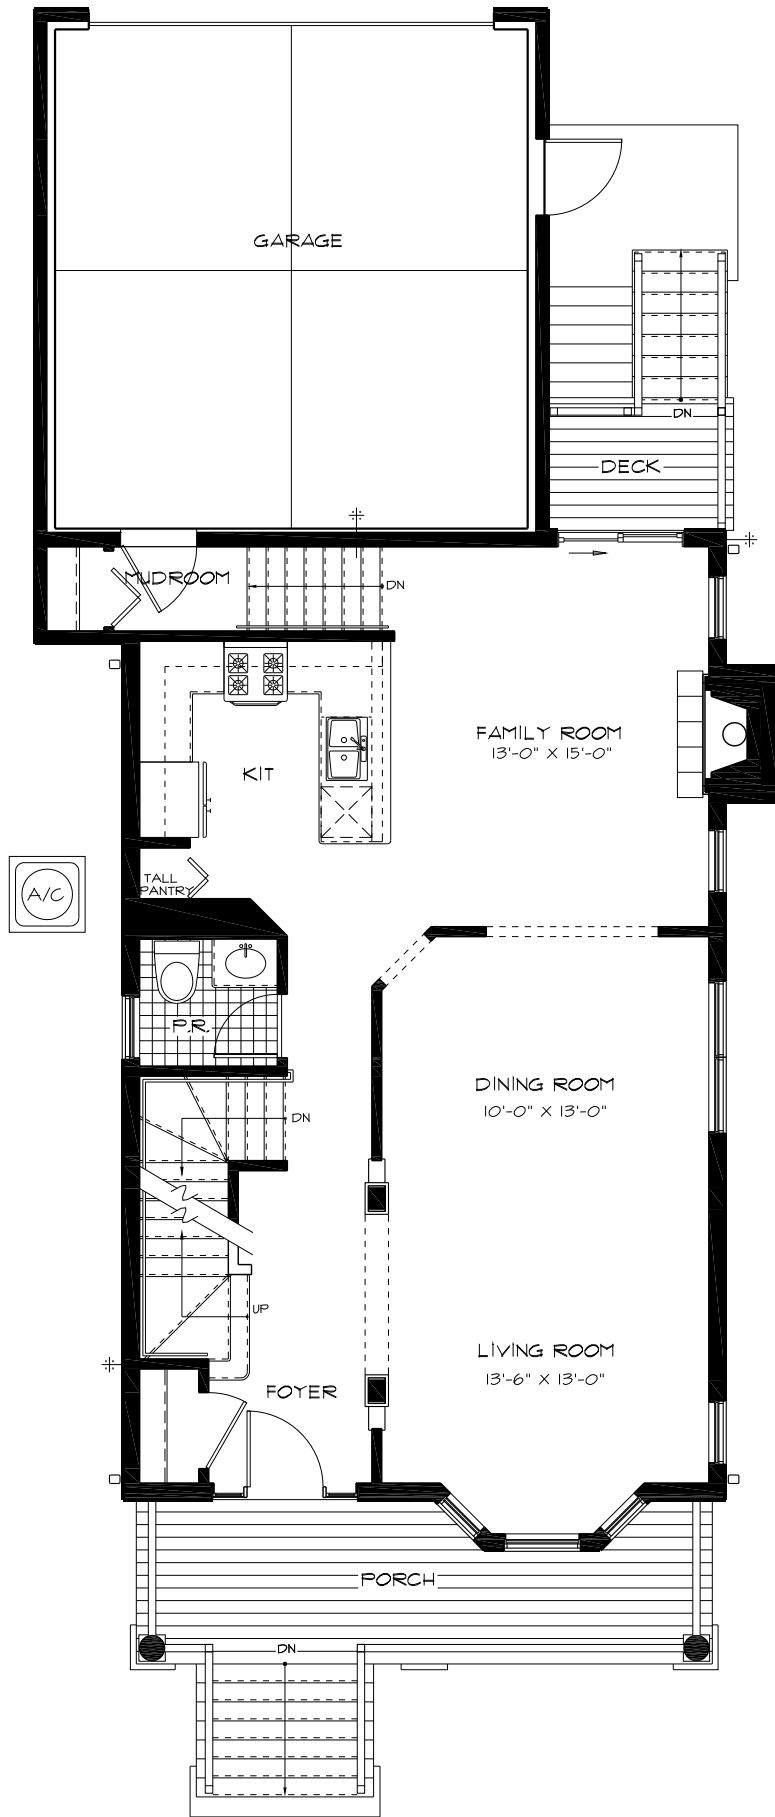 GARAGE
DN
DECK
MUDROOM
DN
FAMILY ROOM
13'-0" X 15'-0"
KIT
TALL
PANTRY
A/C
P.R.
DINING ROOM
10'-0" X 13'-0"
DN
UP
LIVING ROOM
13'-6" X 13'-0"
FOYER
PORCH
DN